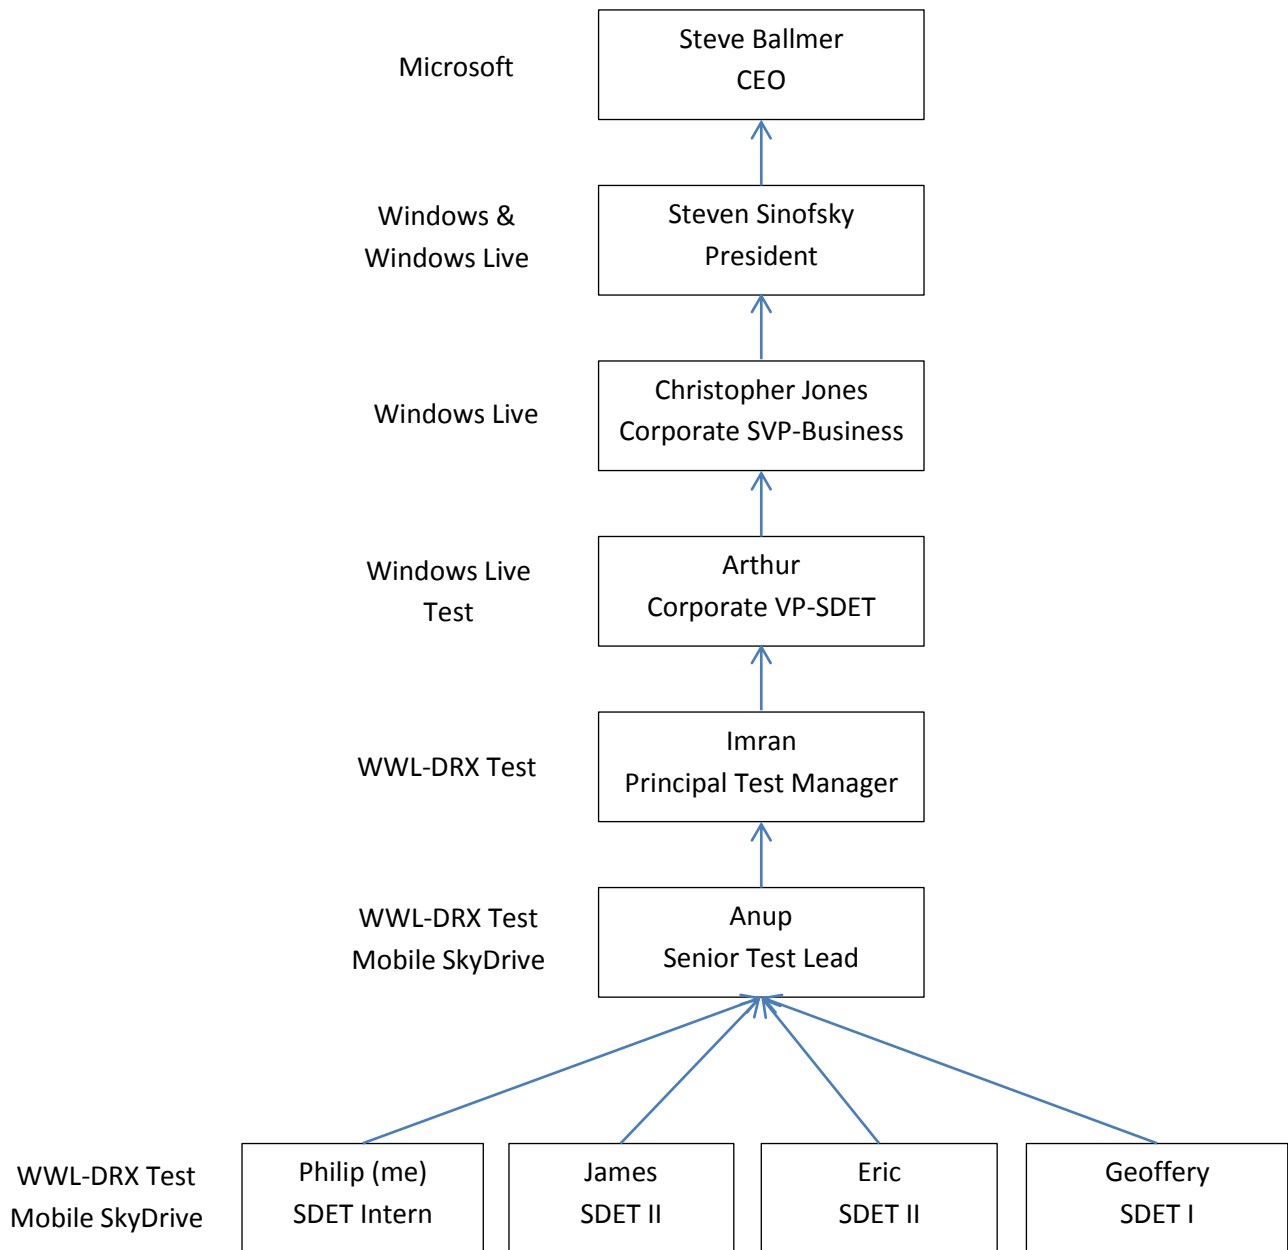 Microsoft
Steve Ballmer
CEO
Windows &
Windows Live
Steven Sinofsky
President
Windows Live
Christopher Jones
Corporate SVP-Business
Windows Live
Test
Arthur
Corporate VP-SDET
WWL-DRX Test
Imran
Principal Test Manager
WWL-DRX Test
Mobile SkyDrive
Anup
Senior Test Lead
WWL-DRX Test
Mobile SkyDrive
Philip (me)
SDET Intern
James
SDET II
Eric
SDET II
Geoffery
SDET I